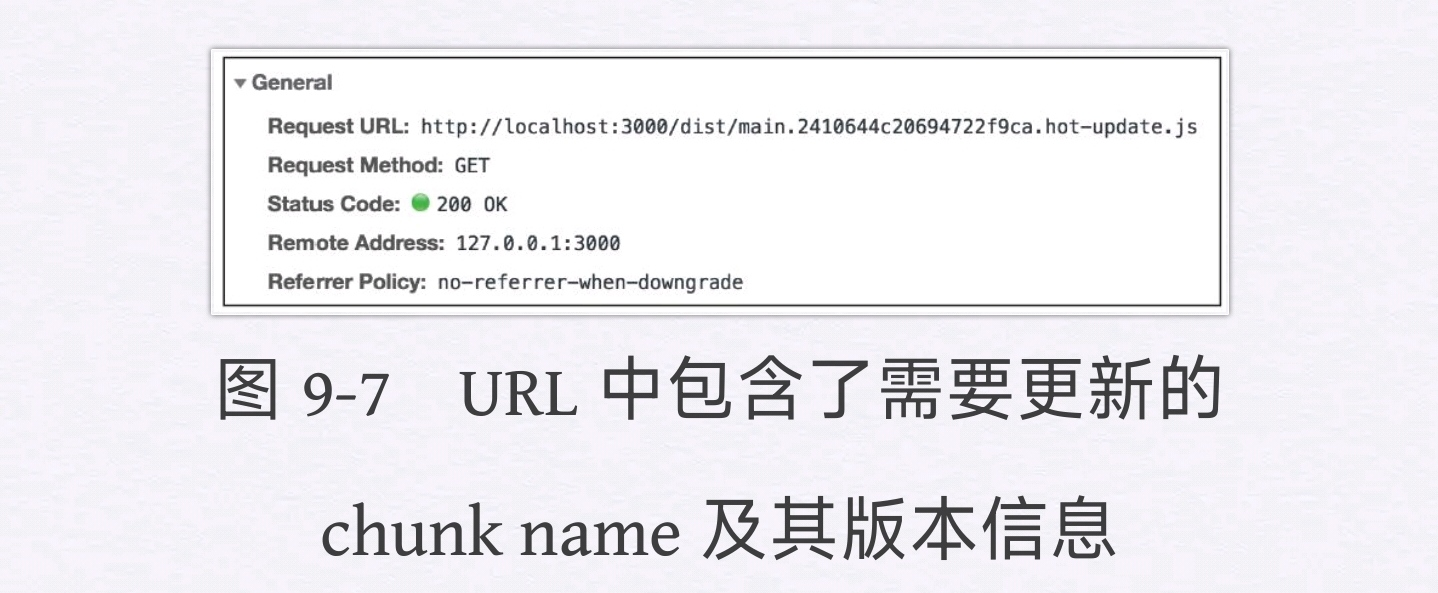 General
Request URL: http://localhost:3000/dist/main.2410644c20694722f9ca.hot-update.js
Request Method: GET
Status Code: 200 OK
Remote Address: 127.0.0.1:3000
Referrer Policy: no-referrer-when-downgrade
图 9-7 URL 中包含了需要更新的
chunk name 及其版本信息